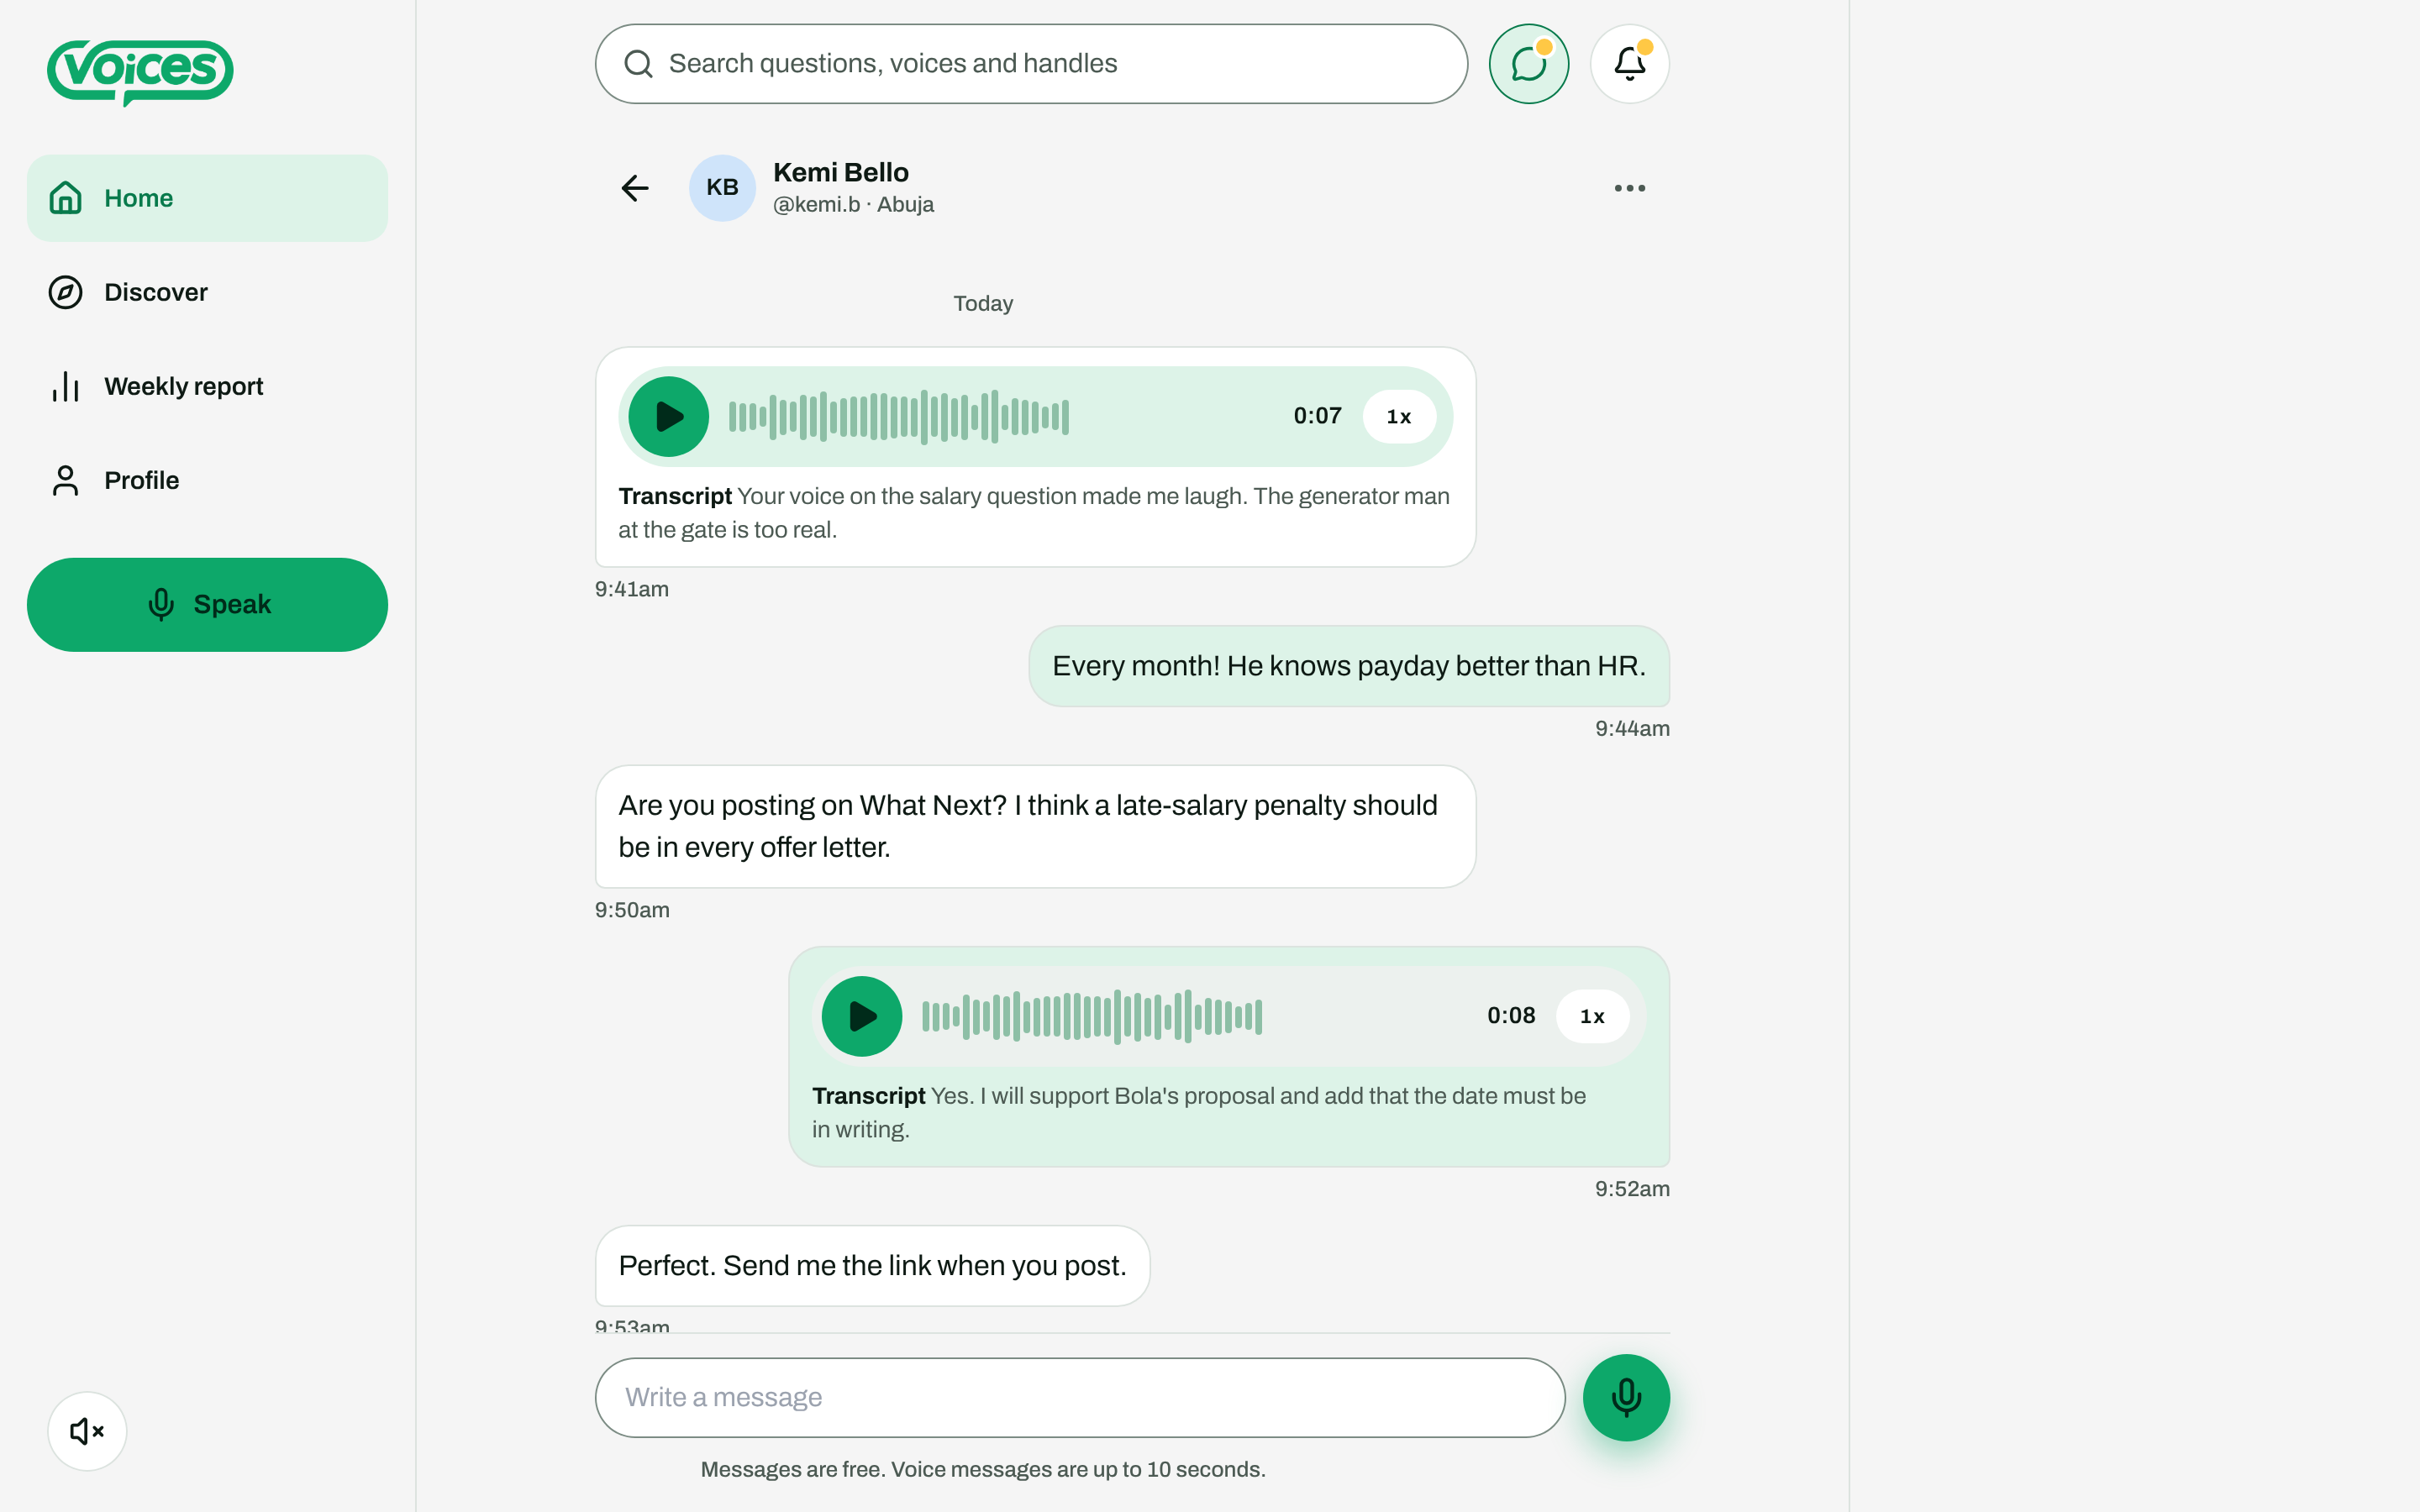 Voices
Search questions, voices and handles
Home
Discover
Weekly report
Profile
Speak
KB
Kemi Bello
@kemi.b · Abuja
Today
0:07
1x
Transcript Your voice on the salary question made me laugh. The generator man
at the gate is too real.
9:41am
Every month! He knows payday better than HR.
9:44am
Are you posting on What Next? I think a late-salary penalty should
be in every offer letter.
9:50am
0:08
1x
Transcript Yes. I will support Bola's proposal and add that the date must be
in writing.
9:52am
Perfect. Send me the link when you post.
9:53am
Write a message
Messages are free. Voice messages are up to 10 seconds.